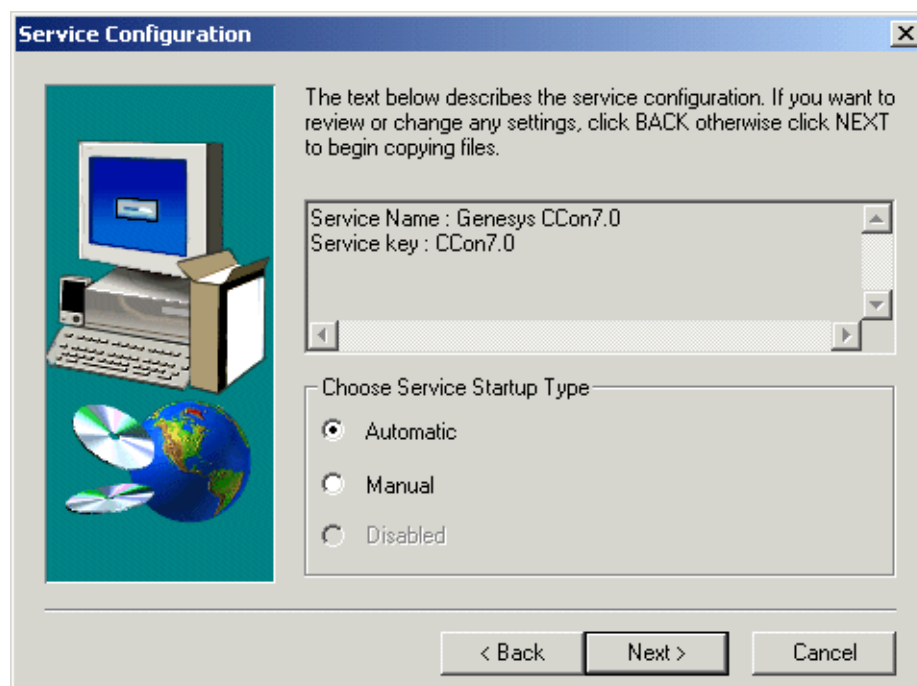 Service Configuration
The text below describes the service configuration. If you want to
review or change any settings, click BACK otherwise click NEXT
to begin copying files.
Service Name : Genesys CCon7.0
Service key : CCon7.0
Choose Service Startup Type
Automatic
Manual
Disabled
< Back
Next >
Cancel